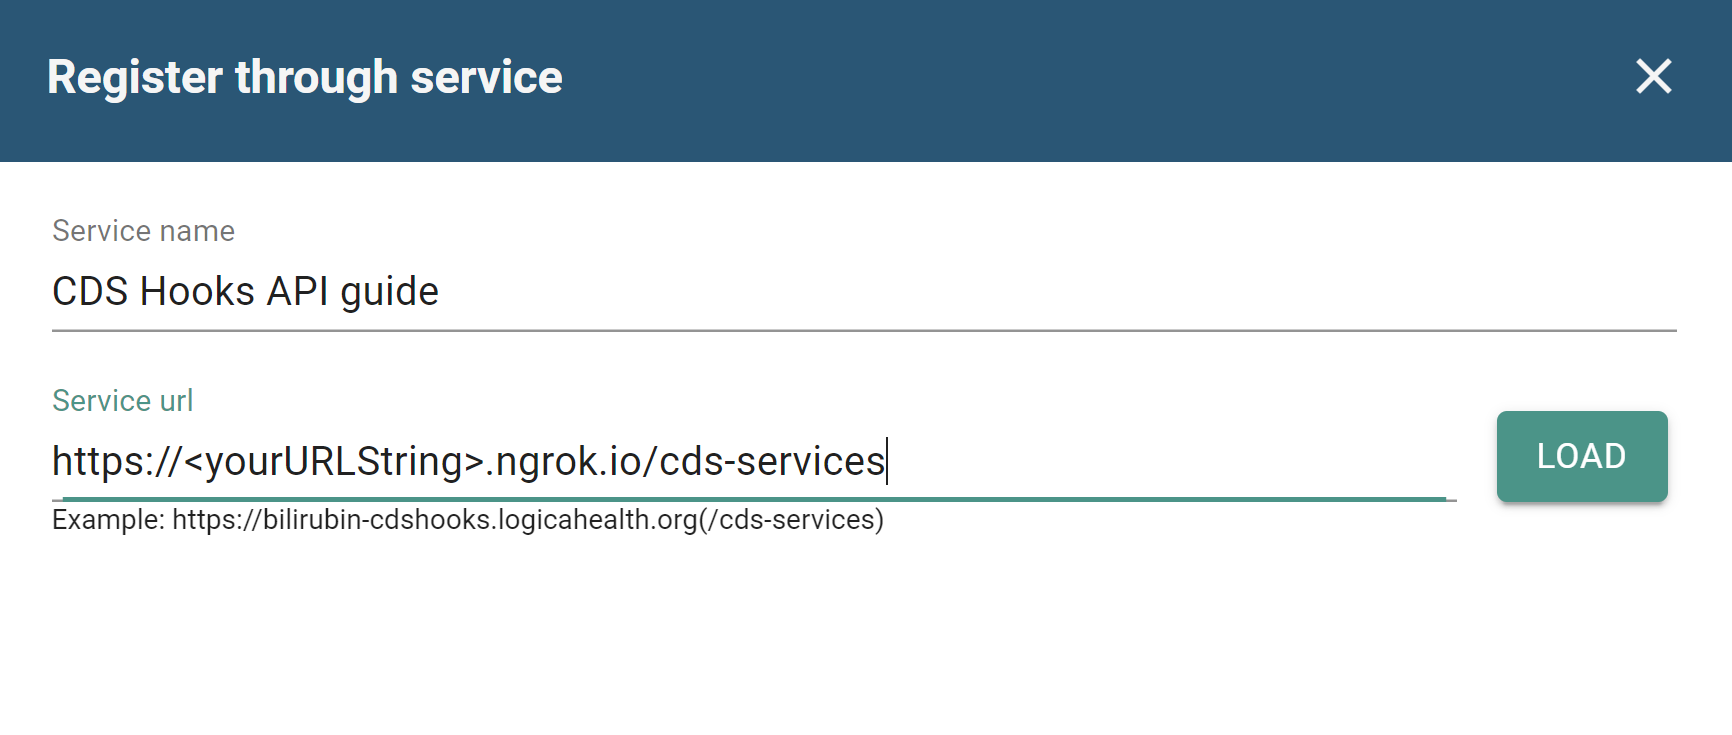 Register through service
Service name
CDS Hooks API guide
Service url
https://<yourURLString>.ngrok.io/cds-services
LOAD
Example: https://bilirubin-cdshooks.logicahealth.org(/cds-services)